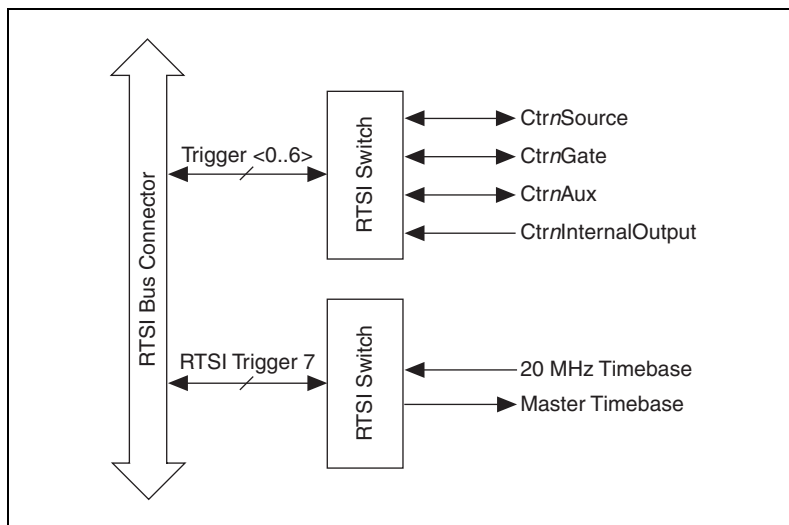 RTSI Bus Connector
Trigger <0..6>
RTSI Switch
CtrnSource
CtrnGate
CtrnAux
CtrnInternalOutput
RTSI Trigger 7
RTSI Switch
20 MHz Timebase
Master Timebase